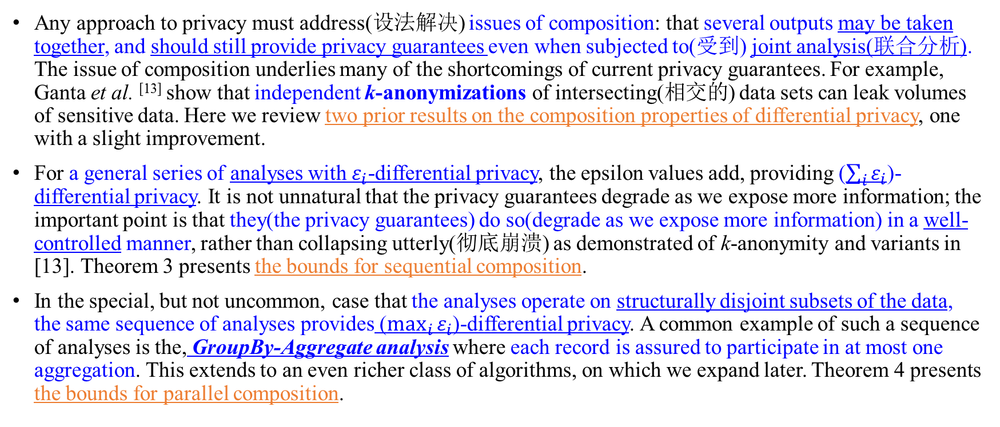 • Any approach to privacy must address(设法解决) issues of composition: that several outputs may be taken
together, and should still provide privacy guarantees even when subjected to(受到) joint analysis(联合分析).
The issue of composition underlies many of the shortcomings of current privacy guarantees. For example,
Ganta et al. [13] show that independent k-anonymizations of intersecting(相交的) data sets can leak volumes
of sensitive data. Here we review two prior results on the composition properties of differential privacy, one
with a slight improvement.
• For a general series of analyses with εᵢ-differential privacy, the epsilon values add, providing (∑ᵢ εᵢ)-
differential privacy. It is not unnatural that the privacy guarantees degrade as we expose more information; the
important point is that they(the privacy guarantees) do so(degrade as we expose more information) in a well-
controlled manner, rather than collapsing utterly(彻底崩溃) as demonstrated of k-anonymity and variants in
[13]. Theorem 3 presents the bounds for sequential composition.
• In the special, but not uncommon, case that the analyses operate on structurally disjoint subsets of the data,
the same sequence of analyses provides (maxᵢ εᵢ)-differential privacy. A common example of such a sequence
of analyses is the, GroupBy-Aggregate analysis where each record is assured to participate in at most one
aggregation. This extends to an even richer class of algorithms, on which we expand later. Theorem 4 presents
the bounds for parallel composition.